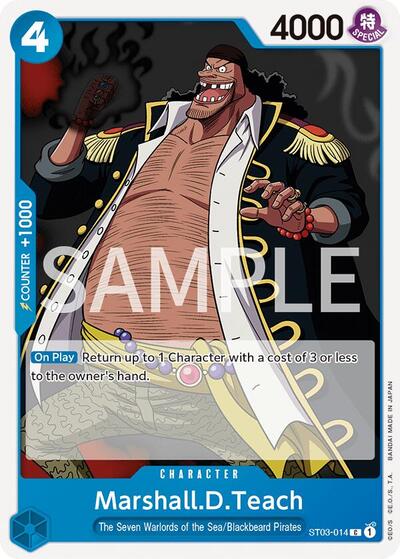 4
4000
特
SPECIAL
COUNTER +1000
SAMPLE
On Play Return up to 1 Character with a cost of 3 or less
to the owner's hand.
CHARACTER
Marshall.D.Teach
The Seven Warlords of the Sea/Blackbeard Pirates
ST03-014 C 1
©E.O./S., T.A. BANDAI MADE IN JAPAN
©EO/S